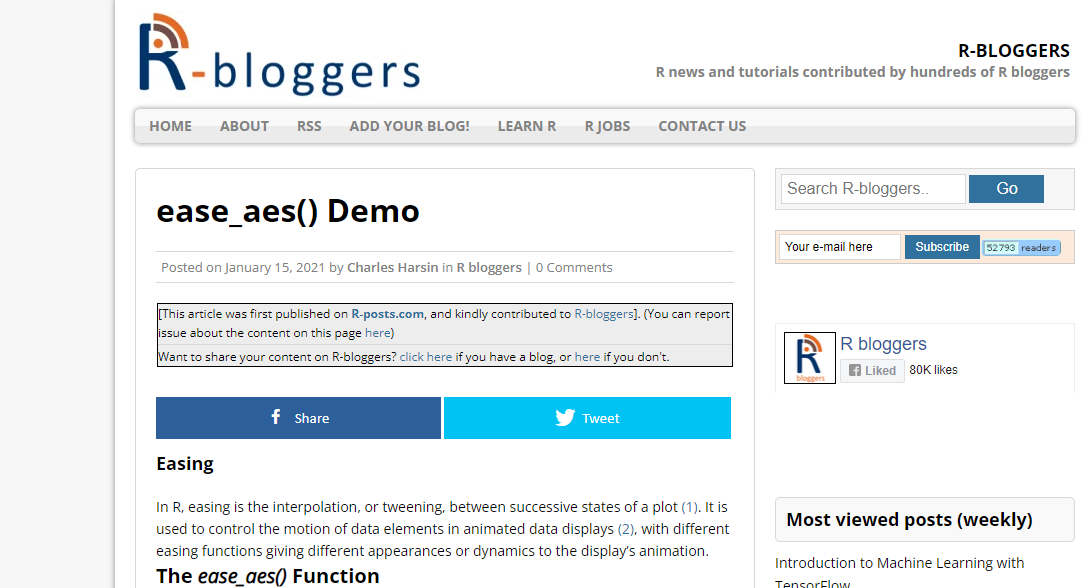 R-bloggers
R-BLOGGERS
R news and tutorials contributed by hundreds of R bloggers
HOME ABOUT RSS ADD YOUR BLOG! LEARN R R JOBS CONTACT US
ease_aes() Demo
Posted on January 15, 2021 by Charles Harsin in R bloggers | 0 Comments
[This article was first published on R-posts.com, and kindly contributed to R-bloggers]. (You can report
issue about the content on this page here)
Want to share your content on R-bloggers? click here if you have a blog, or here if you don't.
Share Tweet
Easing
In R, easing is the interpolation, or tweening, between successive states of a plot (1). It is
used to control the motion of data elements in animated data displays (2), with different
easing functions giving different appearances or dynamics to the display's animation.
The ease_aes() Function
Search R-bloggers.. Go
Your e-mail here Subscribe 52793 readers
R bloggers
bloggers
Liked 80K likes
Most viewed posts (weekly)
Introduction to Machine Learning with
TensorFlow